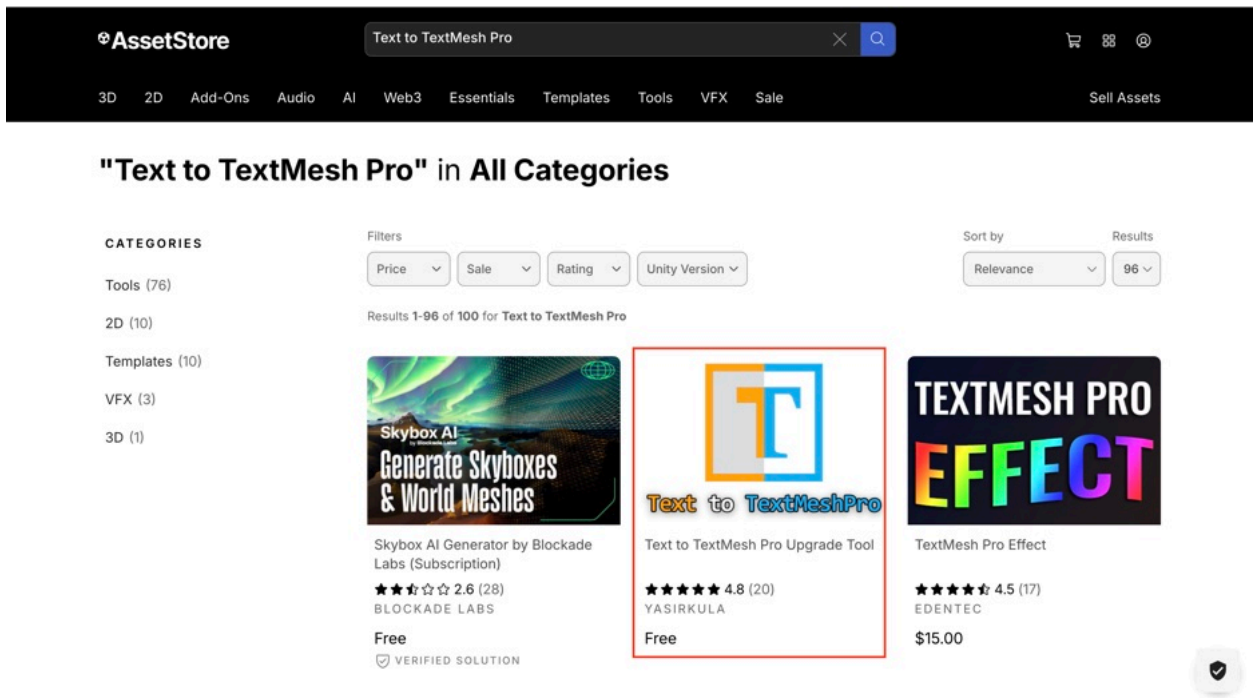 AssetStore
Text to TextMesh Pro
3D 2D Add-Ons Audio AI Web3 Essentials Templates Tools VFX Sale Sell Assets
"Text to TextMesh Pro" in All Categories
CATEGORIES
Tools (76)
2D (10)
Templates (10)
VFX (3)
3D (1)
Filters
Price Sale Rating Unity Version
Sort by Results
Relevance 96
Results 1-96 of 100 for Text to TextMesh Pro
Skybox AI
by Blockade Labs
Generate Skyboxes
& World Meshes
Skybox AI Generator by Blockade
Labs (Subscription)
2.6 (28)
BLOCKADE LABS
Free
VERIFIED SOLUTION
T
Text to TextMeshPro
Text to TextMesh Pro Upgrade Tool
4.8 (20)
YASIRKULA
Free
TEXTMESH PRO
EFFECT
TextMesh Pro Effect
4.5 (17)
EDENTEC
$15.00